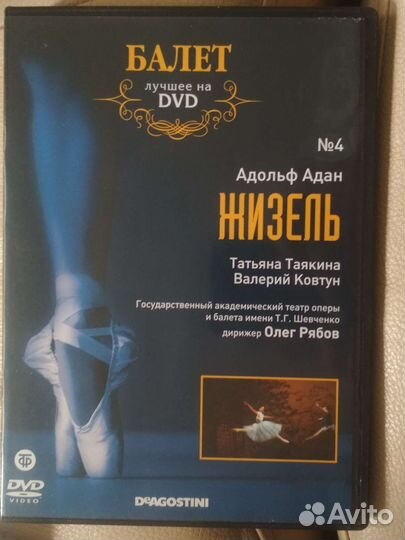 БАЛЕТ
лучшее на
DVD
№4
Адольф Адан
ЖИЗЕЛЬ
Татьяна Таякина
Валерий Ковтун
Государственный академический театр оперы
и балета имени Т.Г. Шевченко
дирижер Олег Рябов
DVD
VIDEO
DeAGOSTINI
Avito